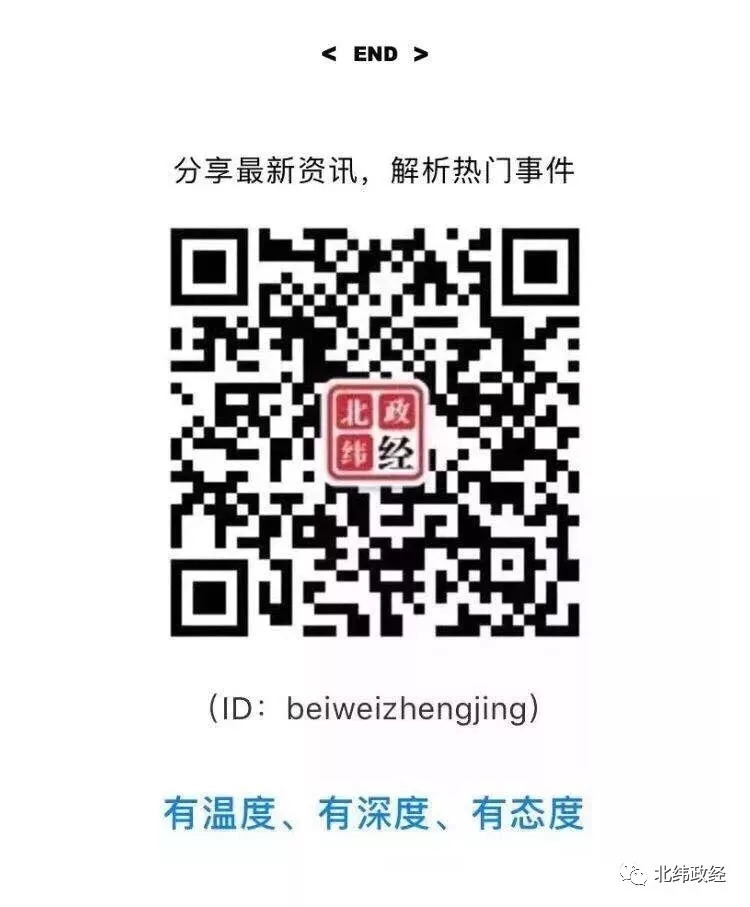 < END >
分享最新资讯，解析热门事件
北政
纬经
（ID：beiweizhengjing）
有温度、有深度、有态度
北纬政经